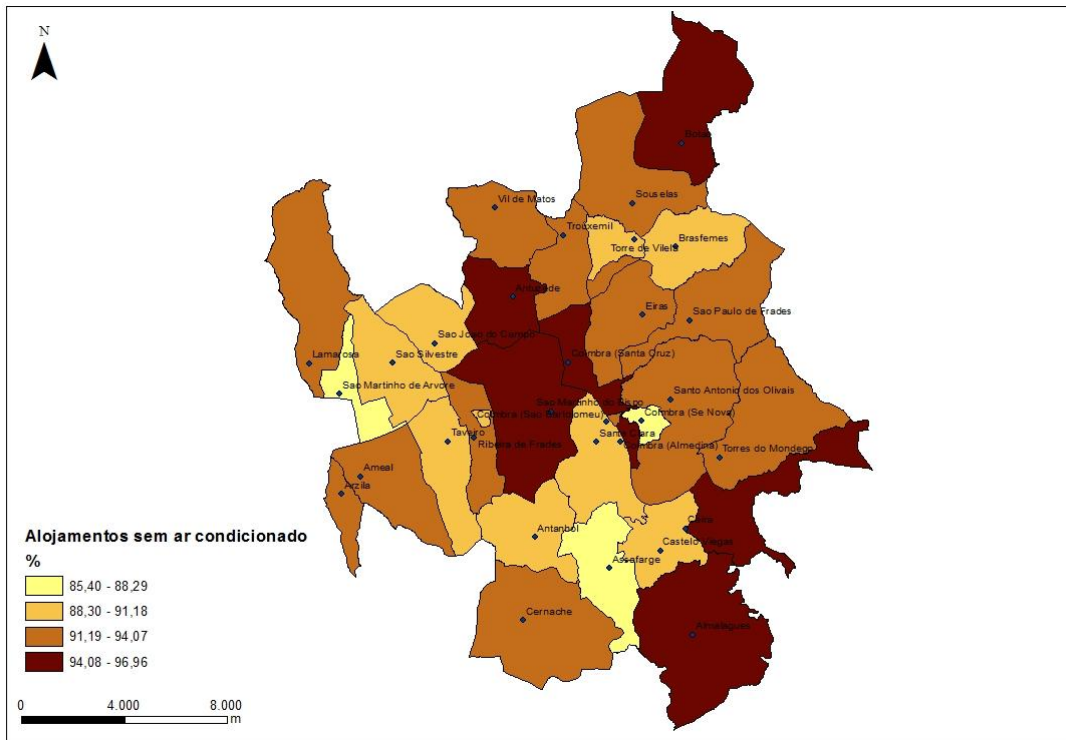 N
Botao
Vil de Matos
Souselas
Trouxemil
Torre de Vilela
Brasfemes
Antuzede
Eiras
Sao Paulo de Frades
Sao Joao do Campo
Lamarosa
Sao Silvestre
Coimbra (Santa Cruz)
Sao Martinho de Arvore
Santo Antonio dos Olivais
Sao Martinho do Bispo
Coimbra (Sao Bartolomeu)
Coimbra (Se Nova)
Taveiro
Ribeira de Frades
Santa Clara
Coimbra (Almedina)
Torres do Mondego
Ameal
Arzila
Antanhol
Ceira
Castelo Viegas
Assafarge
Cernache
Almalagues
Alojamentos sem ar condicionado
%
85,40 - 88,29
88,30 - 91,18
91,19 - 94,07
94,08 - 96,96
0 4.000 8.000
m